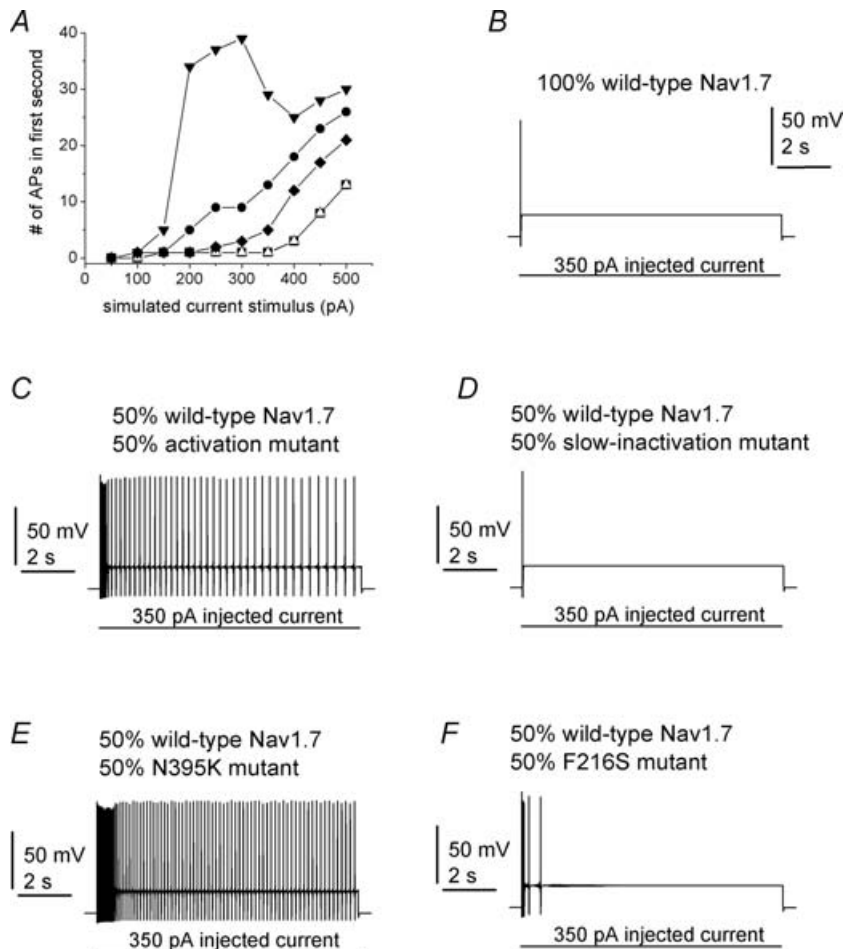 A
# of APs in first second
40
30
20
10
0
0 100 200 300 400 500
simulated current stimulus (pA)
B
100% wild-type Nav1.7
50 mV
2 s
350 pA injected current
C
50% wild-type Nav1.7
50% activation mutant
50 mV
2 s
350 pA injected current
D
50% wild-type Nav1.7
50% slow-inactivation mutant
50 mV
2 s
350 pA injected current
E
50% wild-type Nav1.7
50% N395K mutant
50 mV
2 s
350 pA injected current
F
50% wild-type Nav1.7
50% F216S mutant
50 mV
2 s
350 pA injected current